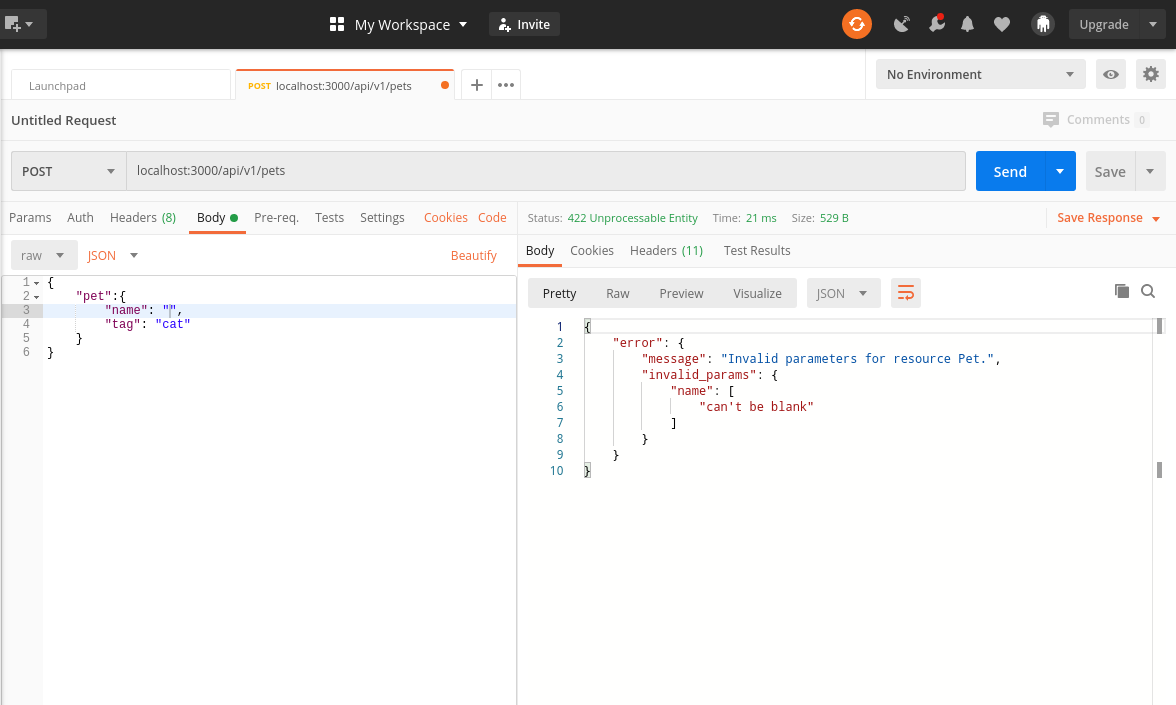 My Workspace
Invite
Upgrade
Launchpad
POST localhost:3000/api/v1/pets
No Environment
Untitled Request
Comments 0
POST
localhost:3000/api/v1/pets
Send
Save
Params Auth Headers (8) Body Pre-req. Tests Settings Cookies Code
Status: 422 Unprocessable Entity Time: 21 ms Size: 529 B
Save Response
raw
JSON
Beautify
1 {
2 "pet":{
3 "name": "",
4 "tag": "cat"
5 }
6 }
Body Cookies Headers (11) Test Results
Pretty Raw Preview Visualize
JSON
1 {
2 "error": {
3 "message": "Invalid parameters for resource Pet.",
4 "invalid_params": {
5 "name": [
6 "can't be blank"
7 ]
8 }
9 }
10 }